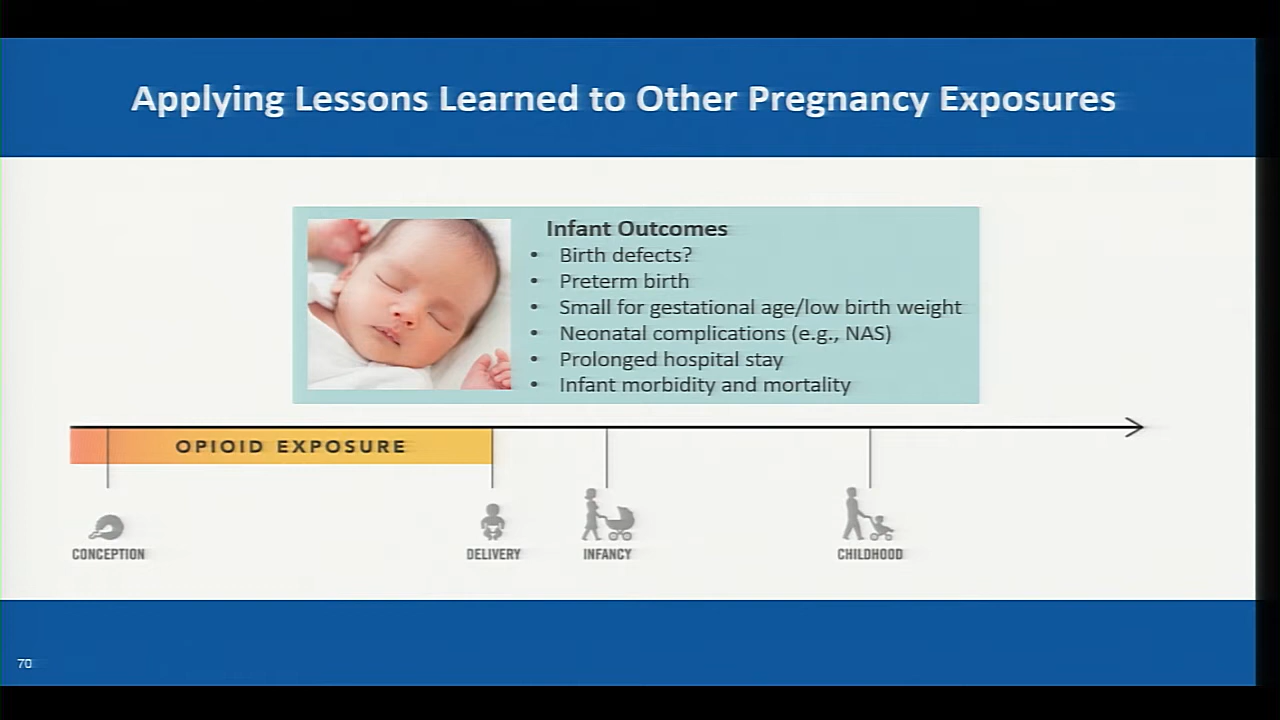 Applying Lessons Learned to Other Pregnancy Exposures
Infant Outcomes
• Birth defects?
• Preterm birth
• Small for gestational age/low birth weight
• Neonatal complications (e.g., NAS)
• Prolonged hospital stay
• Infant morbidity and mortality
OPIOID EXPOSURE
CONCEPTION
DELIVERY
INFANCY
CHILDHOOD
70